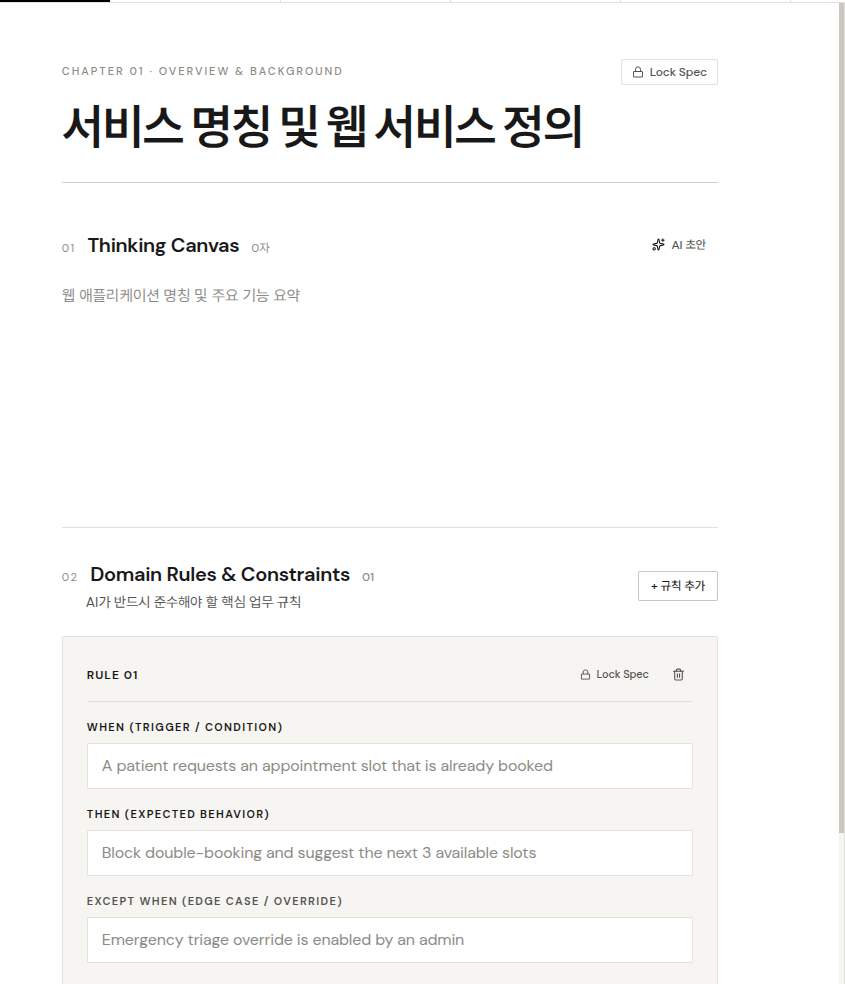 CHAPTER 01 · OVERVIEW & BACKGROUND
Lock Spec
서비스 명칭 및 웹 서비스 정의
01 Thinking Canvas 0자
AI 초안
웹 애플리케이션 명칭 및 주요 기능 요약
02 Domain Rules & Constraints 01
+ 규칙 추가
AI가 반드시 준수해야 할 핵심 업무 규칙
RULE 01
Lock Spec
WHEN (TRIGGER / CONDITION)
A patient requests an appointment slot that is already booked
THEN (EXPECTED BEHAVIOR)
Block double-booking and suggest the next 3 available slots
EXCEPT WHEN (EDGE CASE / OVERRIDE)
Emergency triage override is enabled by an admin